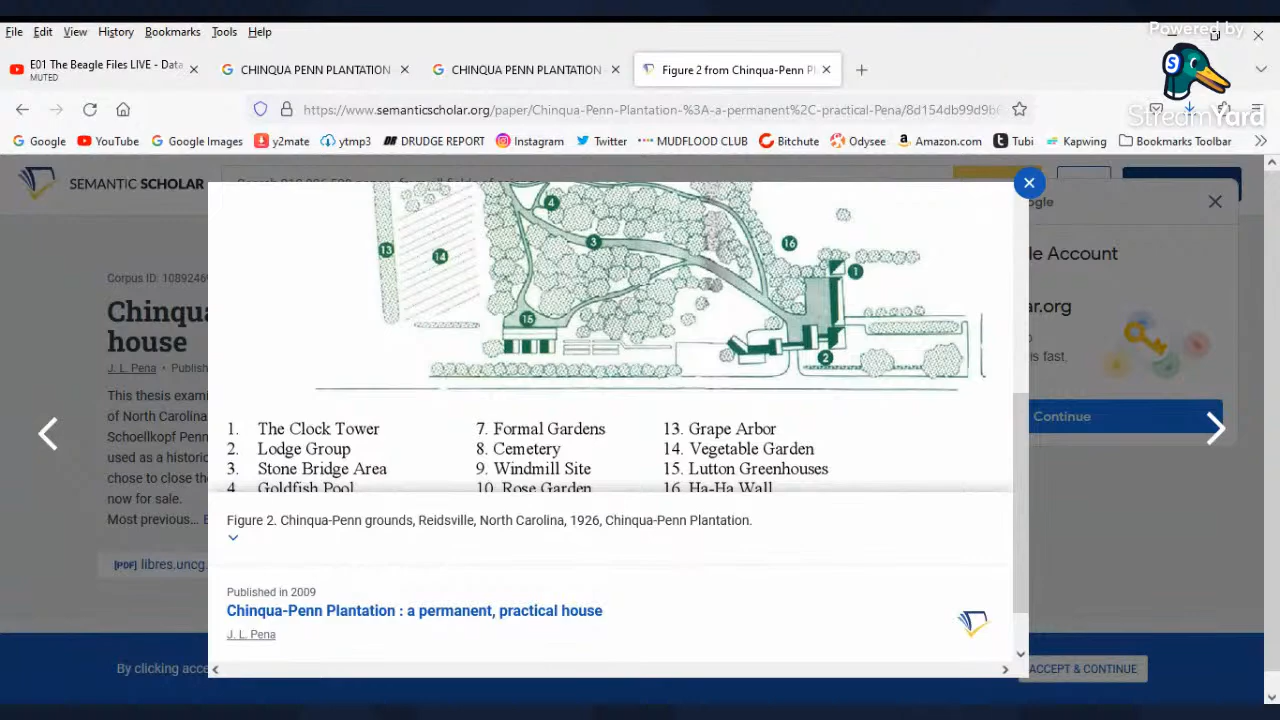 Powered by
StreamYard
File Edit View History Bookmarks Tools Help
E01 The Beagle Files LIVE - Data
MUTED
CHINQUA PENN PLANTATION
CHINQUA PENN PLANTATION
Figure 2 from Chinqua-Penn P
https://www.semanticscholar.org/paper/Chinqua-Penn-Plantation-%3A-a-permanent%2C-practical-Pena/8d154db99d9b6
Google YouTube Google Images y2mate ytmp3 DRUDGE REPORT Instagram Twitter MUDFLOOD CLUB Bitchute Odysee Amazon.com Tubi Kapwing Bookmarks Toolbar
SEMANTIC SCHOLAR
ogle
le Account
ar.org
is fast,
Continue
Corpus ID: 1089246
Chinqua
house
J. L. Pena · Publish
This thesis exami
of North Carolina
Schoellkopf Penn
used as a historic
chose to close the
now for sale.
Most previous...
[PDF] libres.uncg.
4
13
3
16
14
1
15
2
1. The Clock Tower 7. Formal Gardens 13. Grape Arbor
2. Lodge Group 8. Cemetery 14. Vegetable Garden
3. Stone Bridge Area 9. Windmill Site 15. Lutton Greenhouses
4. Goldfish Pool 10. Rose Garden 16. Ha-Ha Wall
Figure 2. Chinqua-Penn grounds, Reidsville, North Carolina, 1926, Chinqua-Penn Plantation.
Published in 2009
Chinqua-Penn Plantation : a permanent, practical house
J. L. Pena
By clicking acce
ACCEPT & CONTINUE